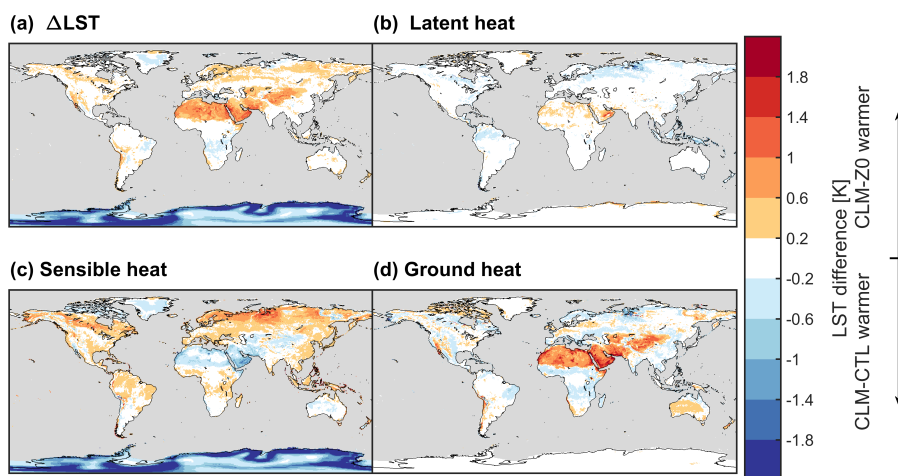 (a) ΔLST
(b) Latent heat
(c) Sensible heat
(d) Ground heat
1.8
1.4
1
0.6
0.2
-0.2
-0.6
-1
-1.4
-1.8
LST difference [K]
CLM-CTL warmer CLM-Z0 warmer